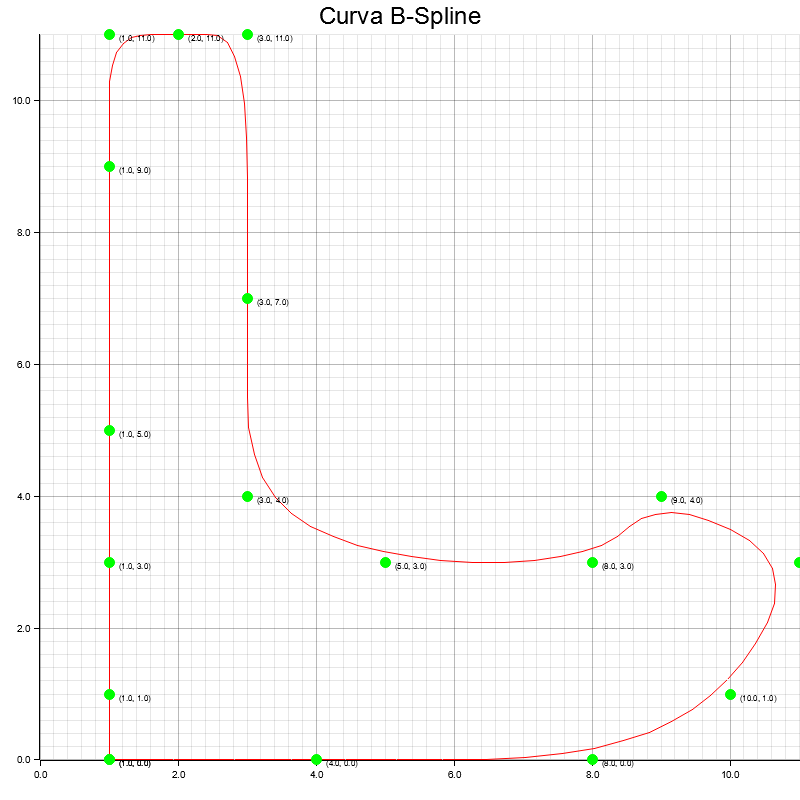 Curva B-Spline
(1.0, 11.0) (2.0, 11.0) (3.0, 11.0)
10.0
(1.0, 9.0)
8.0
(3.0, 7.0)
6.0
(1.0, 5.0)
4.0
(3.0, 4.0) (9.0, 4.0)
(1.0, 3.0) (5.0, 3.0) (8.0, 3.0)
2.0
(1.0, 1.0) (10.0, 1.0)
0.0
(1.0, 0.0) (4.0, 0.0) (8.0, 0.0)
0.0 2.0 4.0 6.0 8.0 10.0